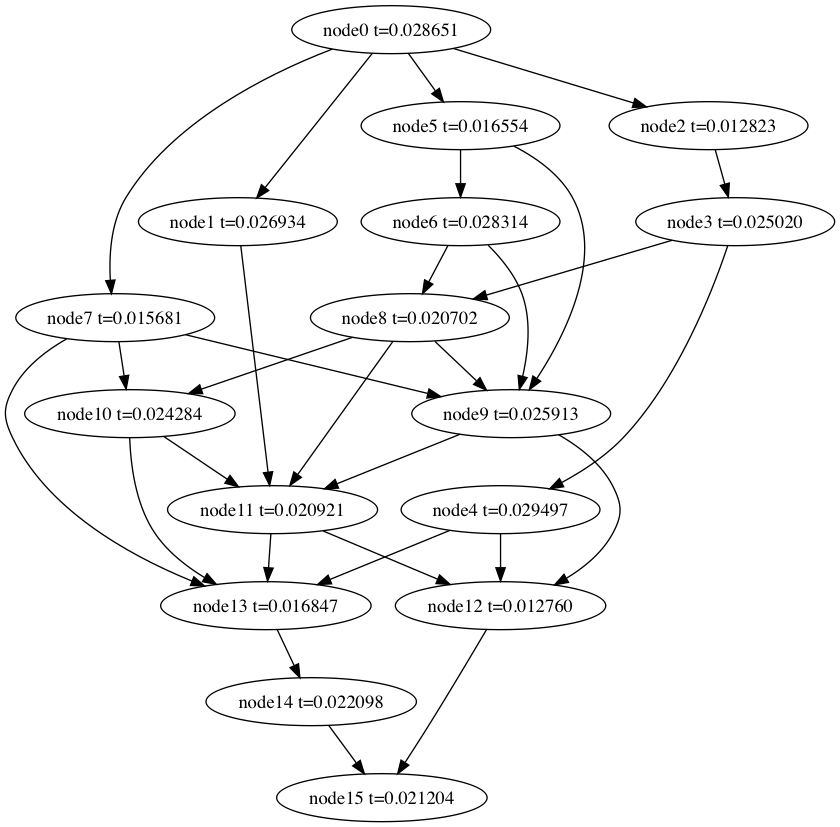 node0 t=0.028651
node5 t=0.016554
node2 t=0.012823
node1 t=0.026934
node6 t=0.028314
node3 t=0.025020
node7 t=0.015681
node8 t=0.020702
node10 t=0.024284
node9 t=0.025913
node11 t=0.020921
node4 t=0.029497
node13 t=0.016847
node12 t=0.012760
node14 t=0.022098
node15 t=0.021204